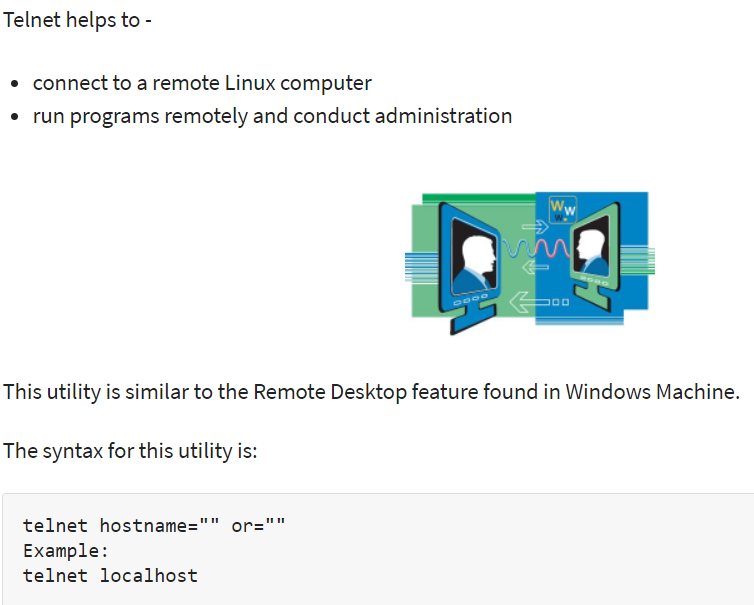 Telnet helps to -
connect to a remote Linux computer
run programs remotely and conduct administration
W W W.
This utility is similar to the Remote Desktop feature found in Windows Machine.
The syntax for this utility is:
telnet hostname="" or=""
Example:
telnet localhost